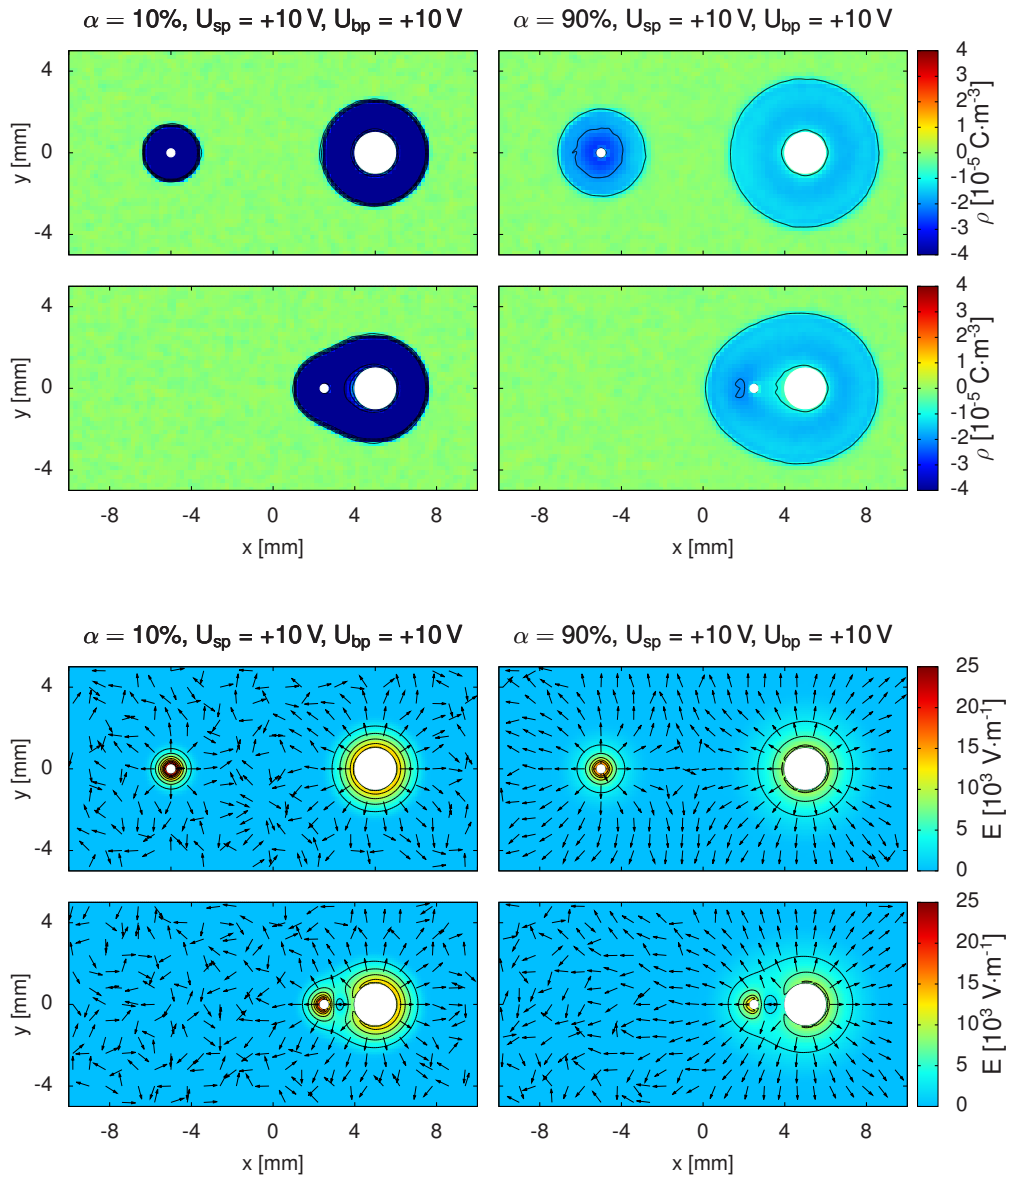 α = 10%, U_sp = +10 V, U_bp = +10 V
α = 90%, U_sp = +10 V, U_bp = +10 V
4
0
-4
y [mm]
4
3
2
1
0
-1
-2
-3
-4
ρ [10^-5 C·m^-3]
4
0
-4
y [mm]
4
3
2
1
0
-1
-2
-3
-4
ρ [10^-5 C·m^-3]
-8 -4 0 4 8
-8 -4 0 4 8
x [mm]
x [mm]
α = 10%, U_sp = +10 V, U_bp = +10 V
α = 90%, U_sp = +10 V, U_bp = +10 V
4
0
-4
y [mm]
25
20
15
10
5
0
E [10^3 V·m^-1]
4
0
-4
y [mm]
25
20
15
10
5
0
E [10^3 V·m^-1]
-8 -4 0 4 8
-8 -4 0 4 8
x [mm]
x [mm]